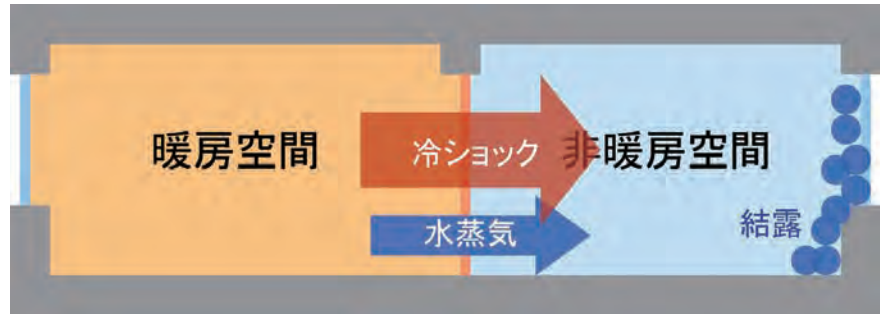 暖房空間
冷ショック
非暖房空間
水蒸気
結露